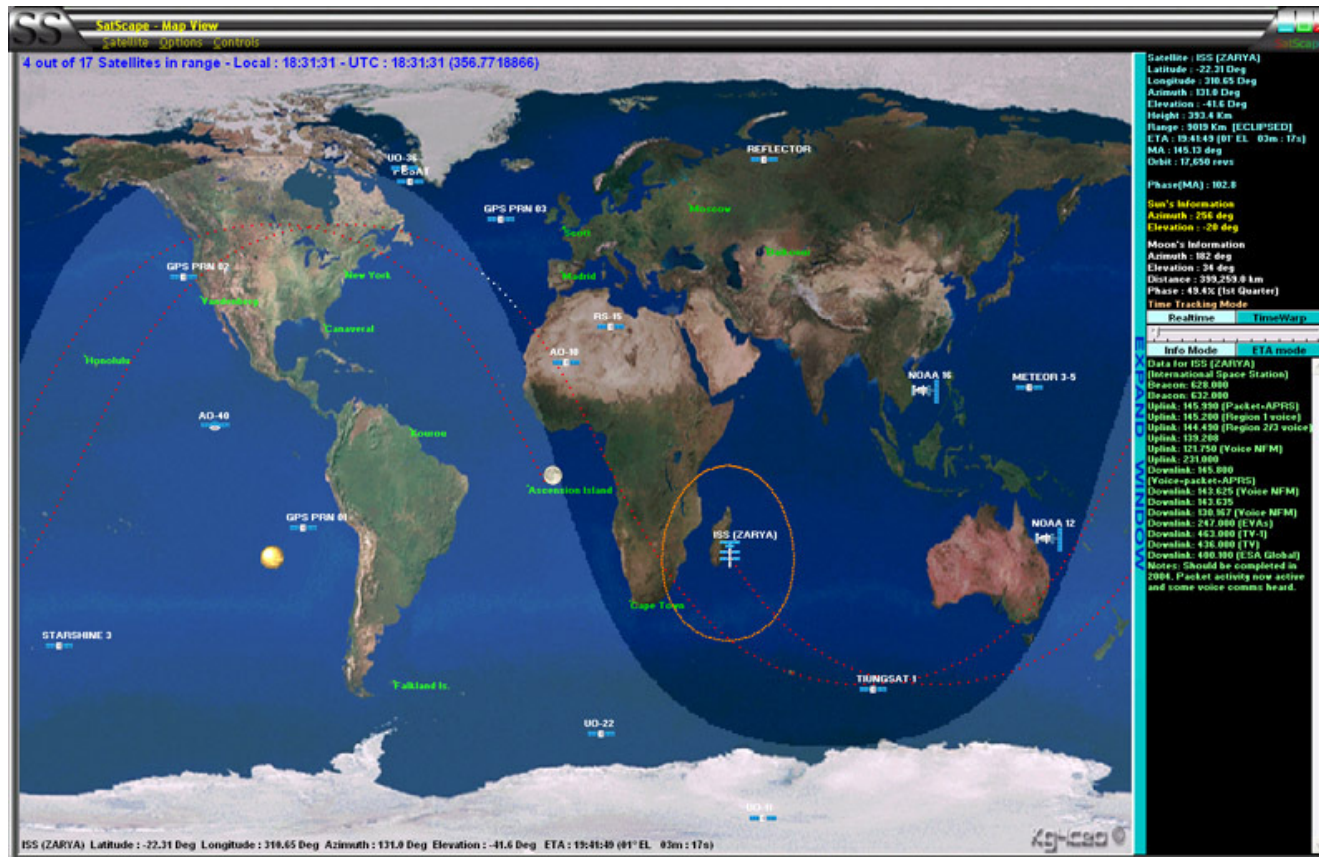 SS
SatScape - Map View
Satellite Options Controls
4 out of 17 Satellites in range - Local : 18:31:31 - UTC : 18:31:31 (356.7718866)
UO-36
REFLECTOR
GPS PRN 03
Moscow
Scott
GPS PRN 07
New York
Madrid
Vandenberg
RS-15
Canaveral
Honolulu
AO-10
NOAA 16
METEOR 3-5
AO-40
Kourou
Ascension Island
GPS PRN 01
NOAA 12
ISS (ZARYA)
Cape Town
STARSHINE 3
TIUNGSAT 1
Falkland Is.
UO-22
UO-11
ISS (ZARYA) Latitude : -22.31 Deg Longitude : 310.65 Deg Azimuth : 131.0 Deg Elevation : -41.6 Deg ETA : 19:41:49 (01° EL 03m : 17s)
EXPAND WINDOW
Satellite : ISS (ZARYA)
Latitude : -22.31 Deg
Longitude : 310.65 Deg
Azimuth : 131.0 Deg
Elevation : -41.6 Deg
Height : 393.4 Km
Range : 9019 Km [ECLIPSED]
ETA : 19:41:49 (01° EL 03m : 17s)
MA : 145.13 deg
Orbit : 17,650 revs
Phase(MA) : 102.8
Sun's Information
Azimuth : 256 deg
Elevation : -28 deg
Moon's Information
Azimuth : 182 deg
Elevation : 34 deg
Distance : 399,259.0 km
Phase : 49.4% (1st Quarter)
Time Tracking Mode
Realtime TimeWarp
Info Mode ETA mode
Data for ISS (ZARYA)
(International Space Station)
Beacon: 628.000
Beacon: 632.000
Uplink: 145.990 (Packet+APRS)
Uplink: 145.200 (Region 1 voice)
Uplink: 144.490 (Region 2/3 voice)
Uplink: 139.208
Uplink: 121.750 (Voice NFM)
Uplink: 231.000
Downlink: 145.800
(Voice+packet+APRS)
Downlink: 143.625 (Voice NFM)
Downlink: 143.635
Downlink: 130.167 (Voice NFM)
Downlink: 247.000 (EVAs)
Downlink: 463.000 (TV-1)
Downlink: 436.000 (TV)
Downlink: 400.100 (ESA Global)
Notes: Should be completed in
2004. Packet activity now active
and some voice comms heard.